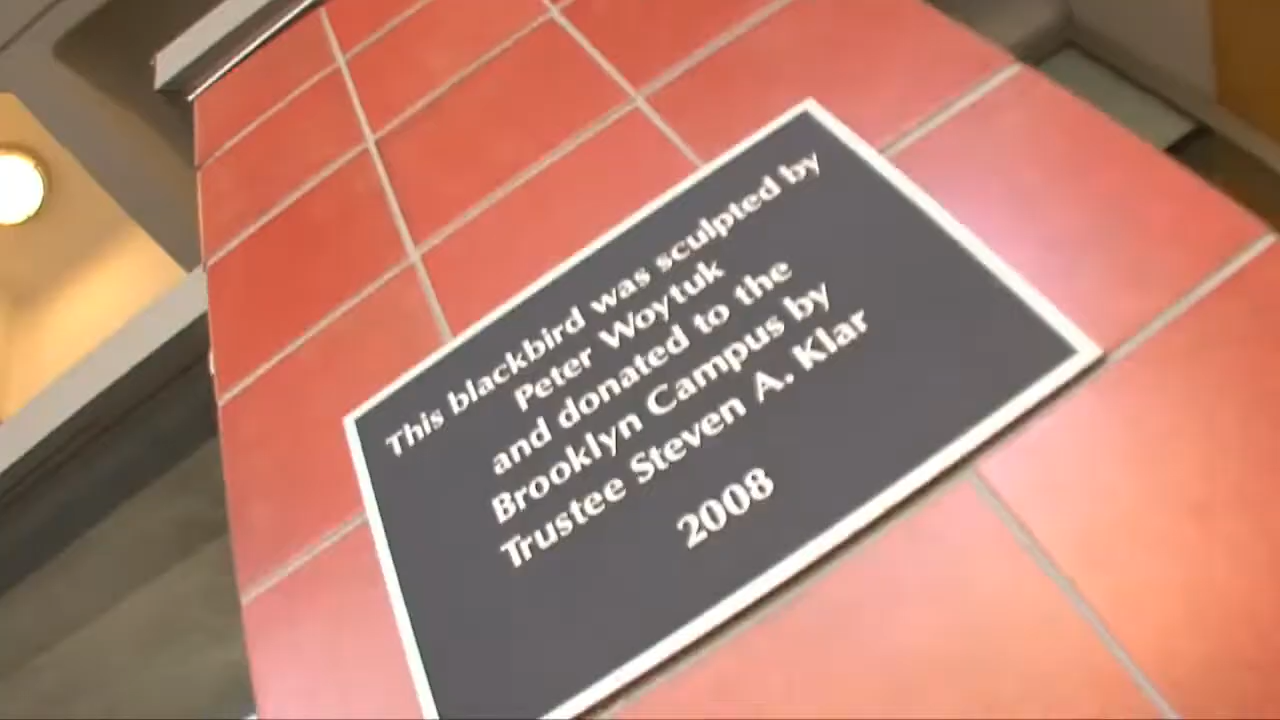 This blackbird was sculpted by
Peter Woytuk
and donated to the
Brooklyn Campus by
Trustee Steven A. Klar
2008